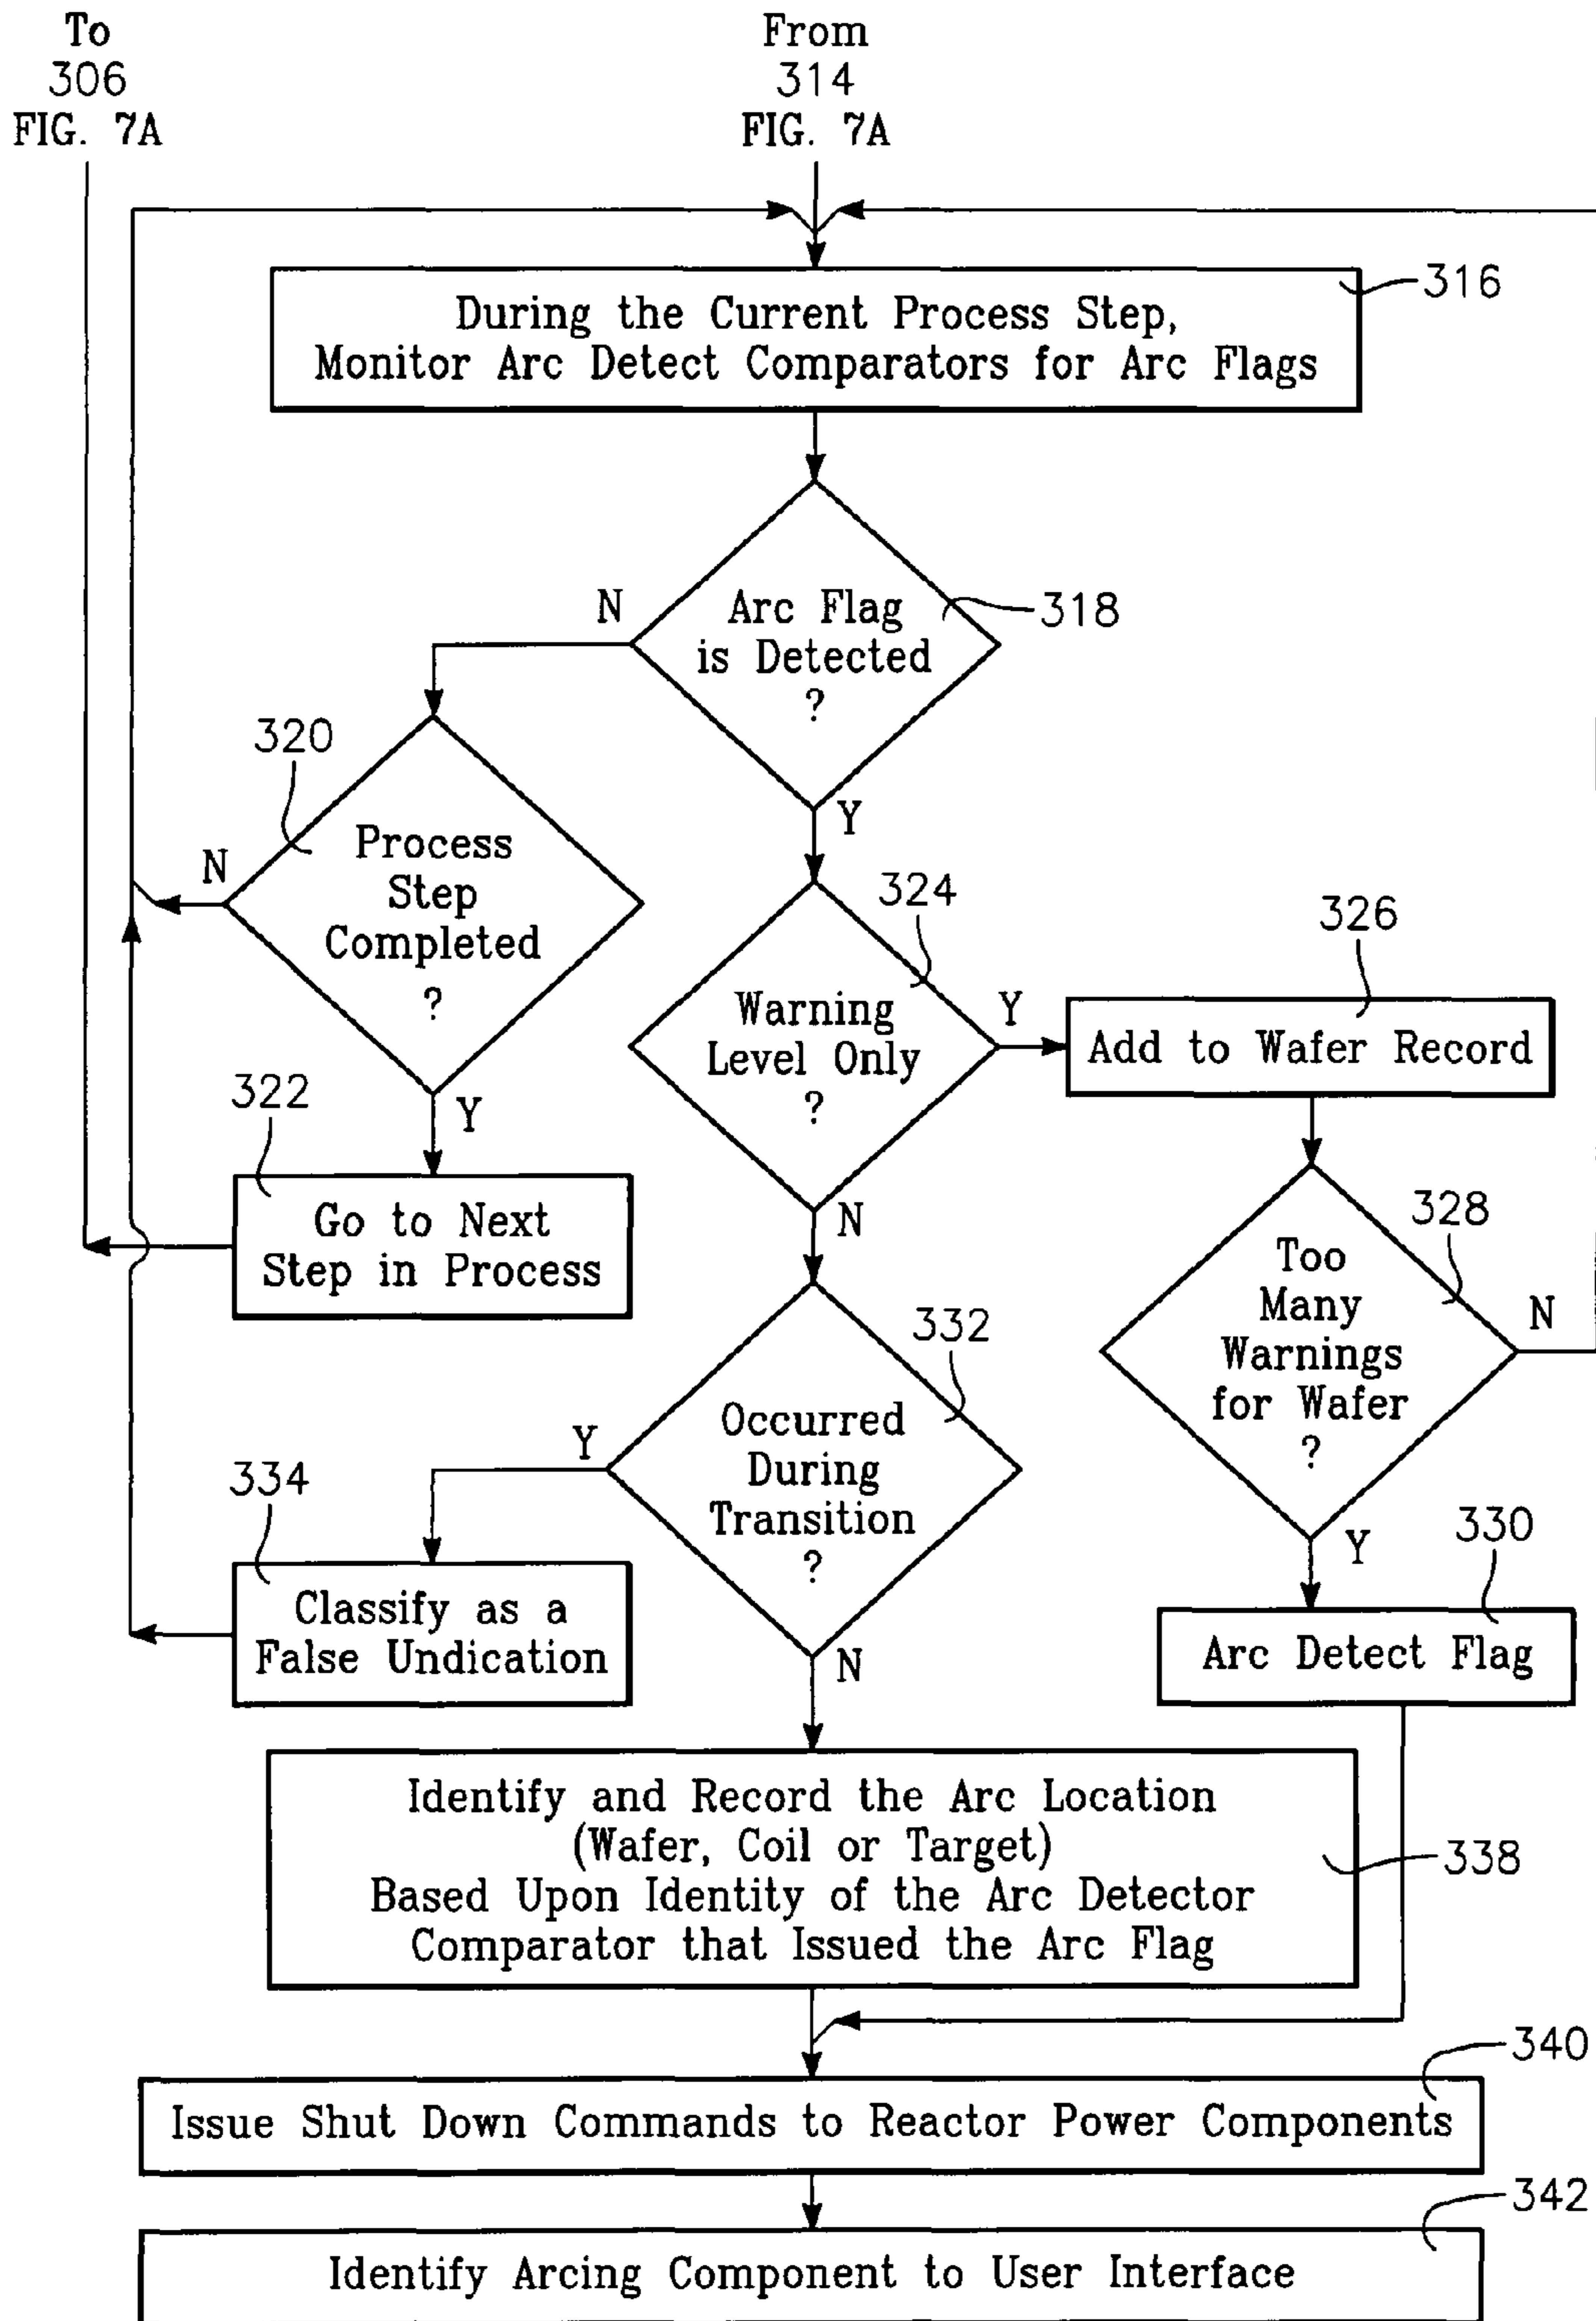 To
306
FIG. 7A
From
314
FIG. 7A
316
During the Current Process Step,
Monitor Arc Detect Comparators for Arc Flags
318
N
Arc Flag
is Detected
?
Y
320
N
Process
Step
Completed
?
Y
322
Go to Next
Step in Process
324
Warning
Level Only
?
Y
N
326
Add to Wafer Record
328
Too
Many
Warnings
for Wafer
?
N
Y
330
Arc Detect Flag
332
Y
Occurred
During
Transition
?
N
334
Classify as a
False Undication
Identify and Record the Arc Location
(Wafer, Coil or Target)
Based Upon Identity of the Arc Detector
Comparator that Issued the Arc Flag
338
340
Issue Shut Down Commands to Reactor Power Components
342
Identify Arcing Component to User Interface